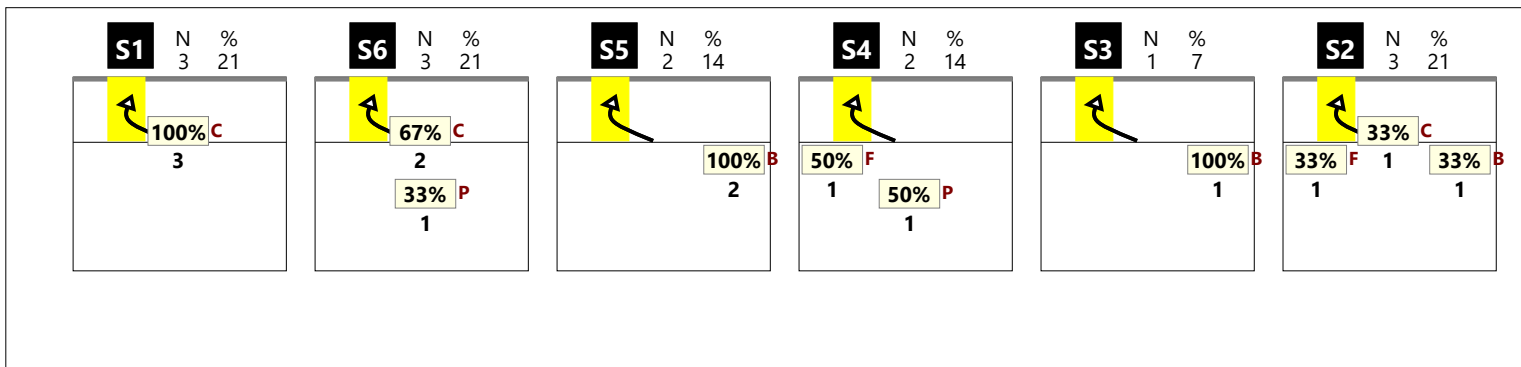 S1 N % 3 21
100% C
3
S6 N % 3 21
67% C
2
33% P
1
S5 N % 2 14
100% B
2
S4 N % 2 14
50% F
1
50% P
1
S3 N % 1 7
100% B
1
S2 N % 3 21
33% C
1
33% F
1
33% B
1